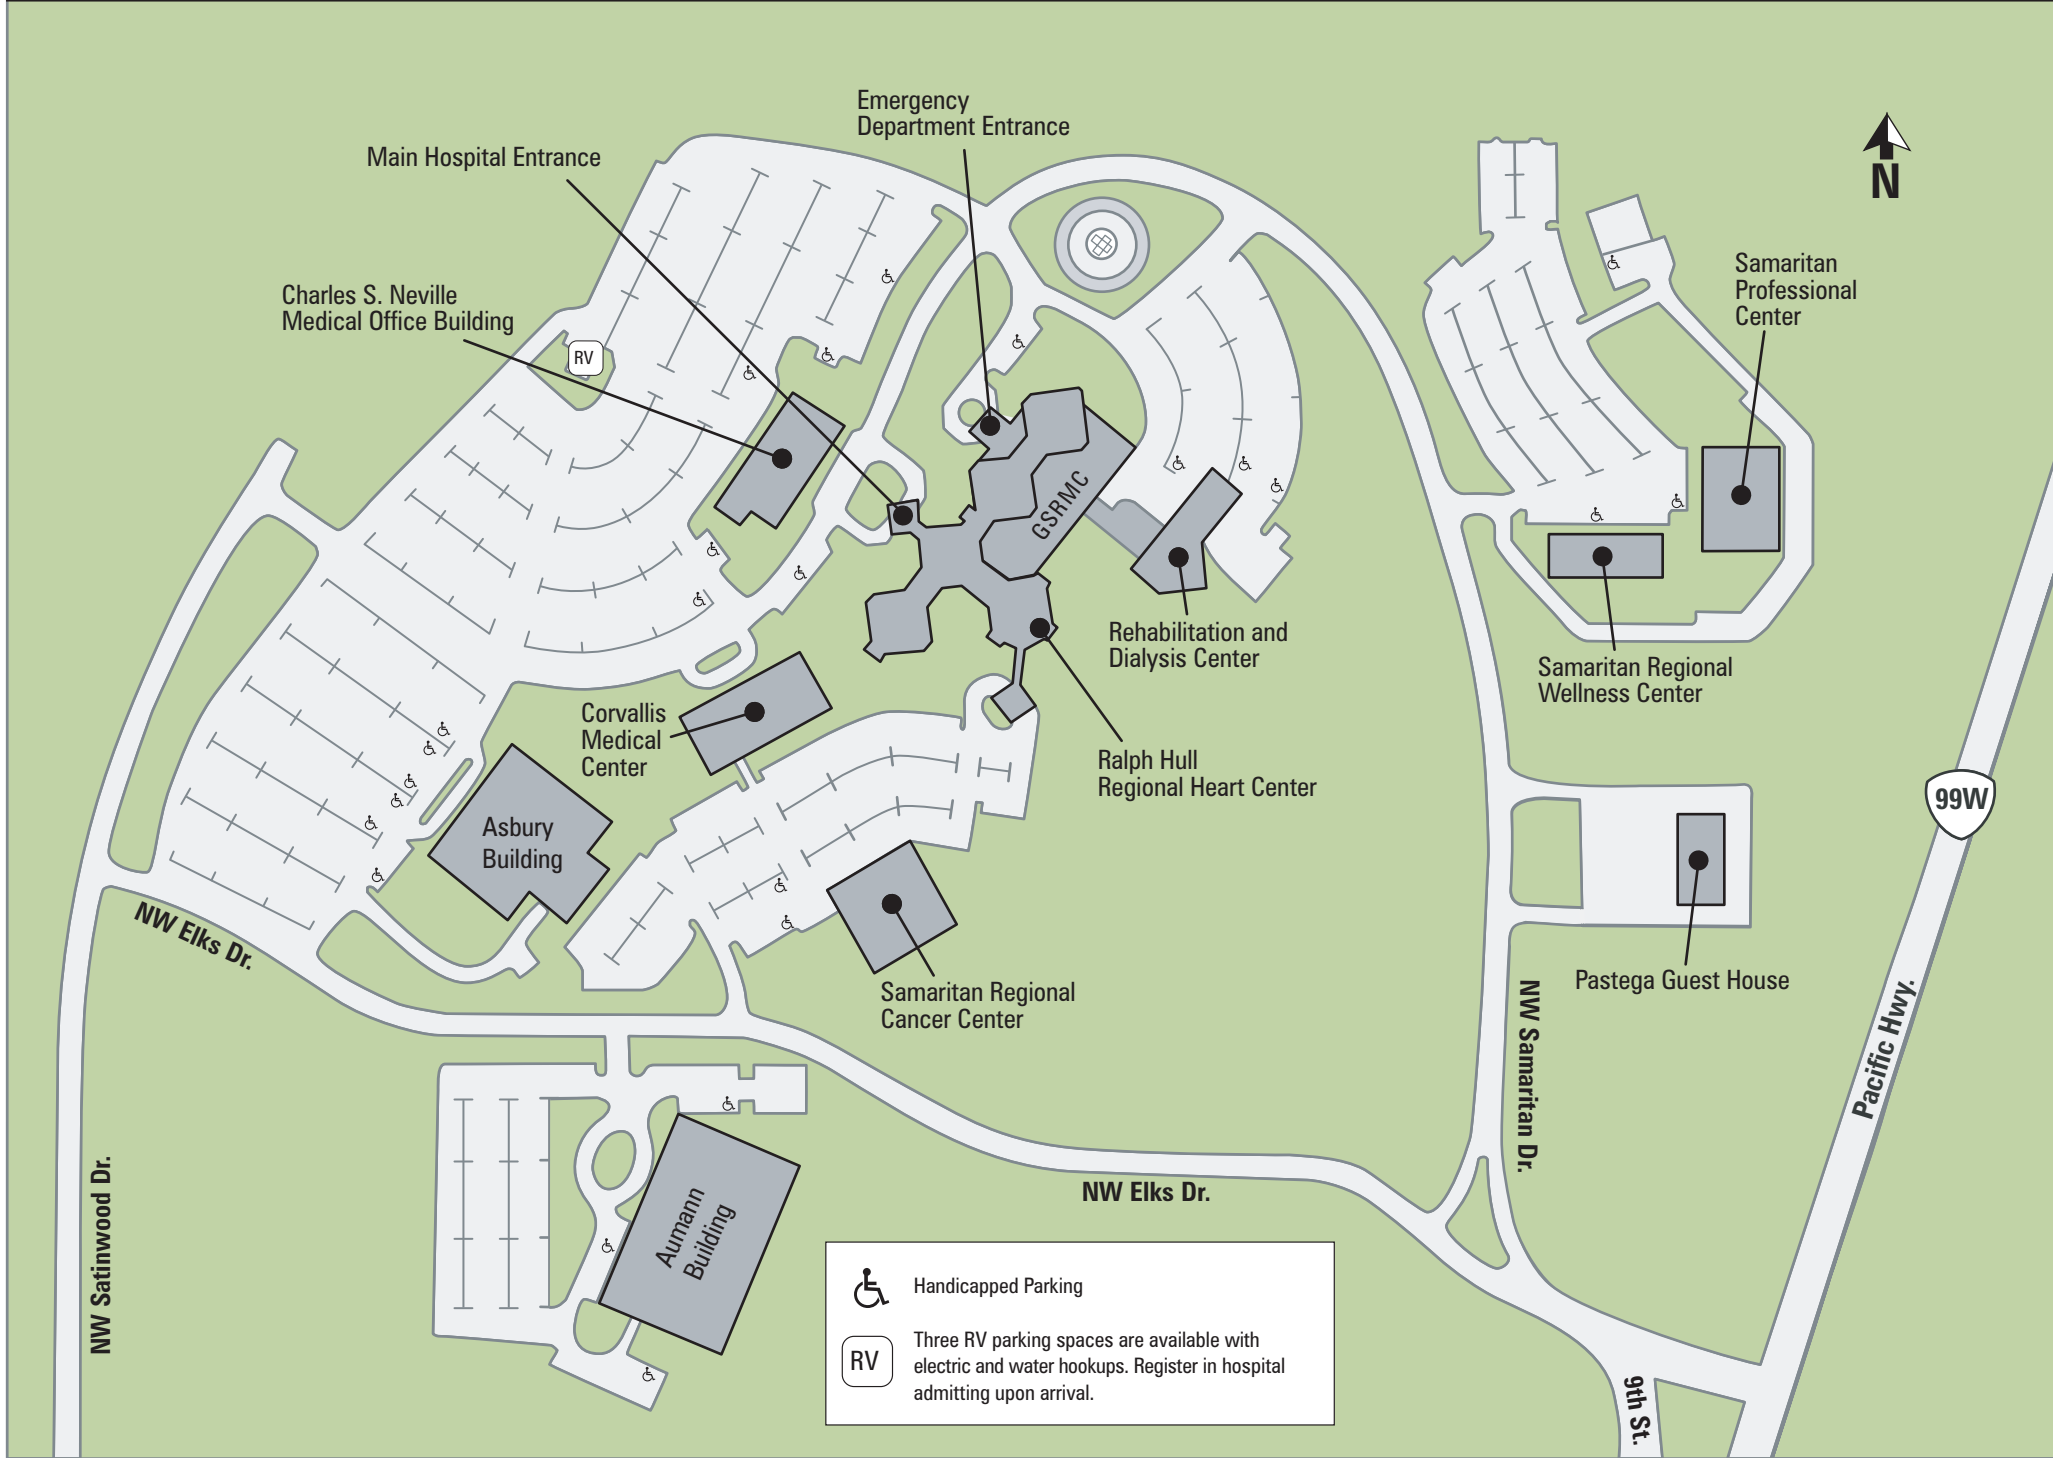 Emergency
Department Entrance
Main Hospital Entrance
N
Samaritan
Professional
Center
Charles S. Neville
Medical Office Building
RV
GSRMC
Rehabilitation and
Dialysis Center
Samaritan Regional
Wellness Center
Corvallis
Medical
Center
Ralph Hull
Regional Heart Center
99W
Asbury
Building
NW Elks Dr.
Samaritan Regional
Cancer Center
Pastega Guest House
NW Samaritan Dr.
Pacific Hwy.
NW Satinwood Dr.
NW Elks Dr.
Aumann
Building
Handicapped Parking
RV
Three RV parking spaces are available with
electric and water hookups. Register in hospital
admitting upon arrival.
9th St.